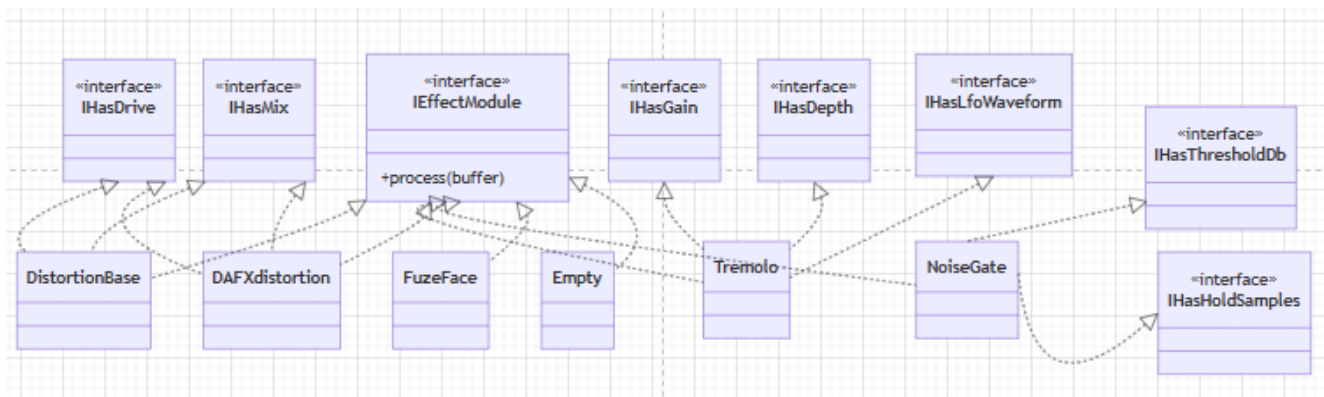 «interface»
IHasDrive
«interface»
IHasMix
«interface»
IEffectModule
+process(buffer)
«interface»
IHasGain
«interface»
IHasDepth
«interface»
IHasLfoWaveform
«interface»
IHasThresholdDb
DistortionBase
DAFXdistortion
FuzeFace
Empty
Tremolo
NoiseGate
«interface»
IHasHoldSamples